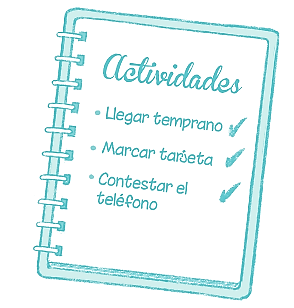 Actividades
• Llegar temprano ✓
• Marcar tarjeta ✓
• Contestar el ✓
teléfono